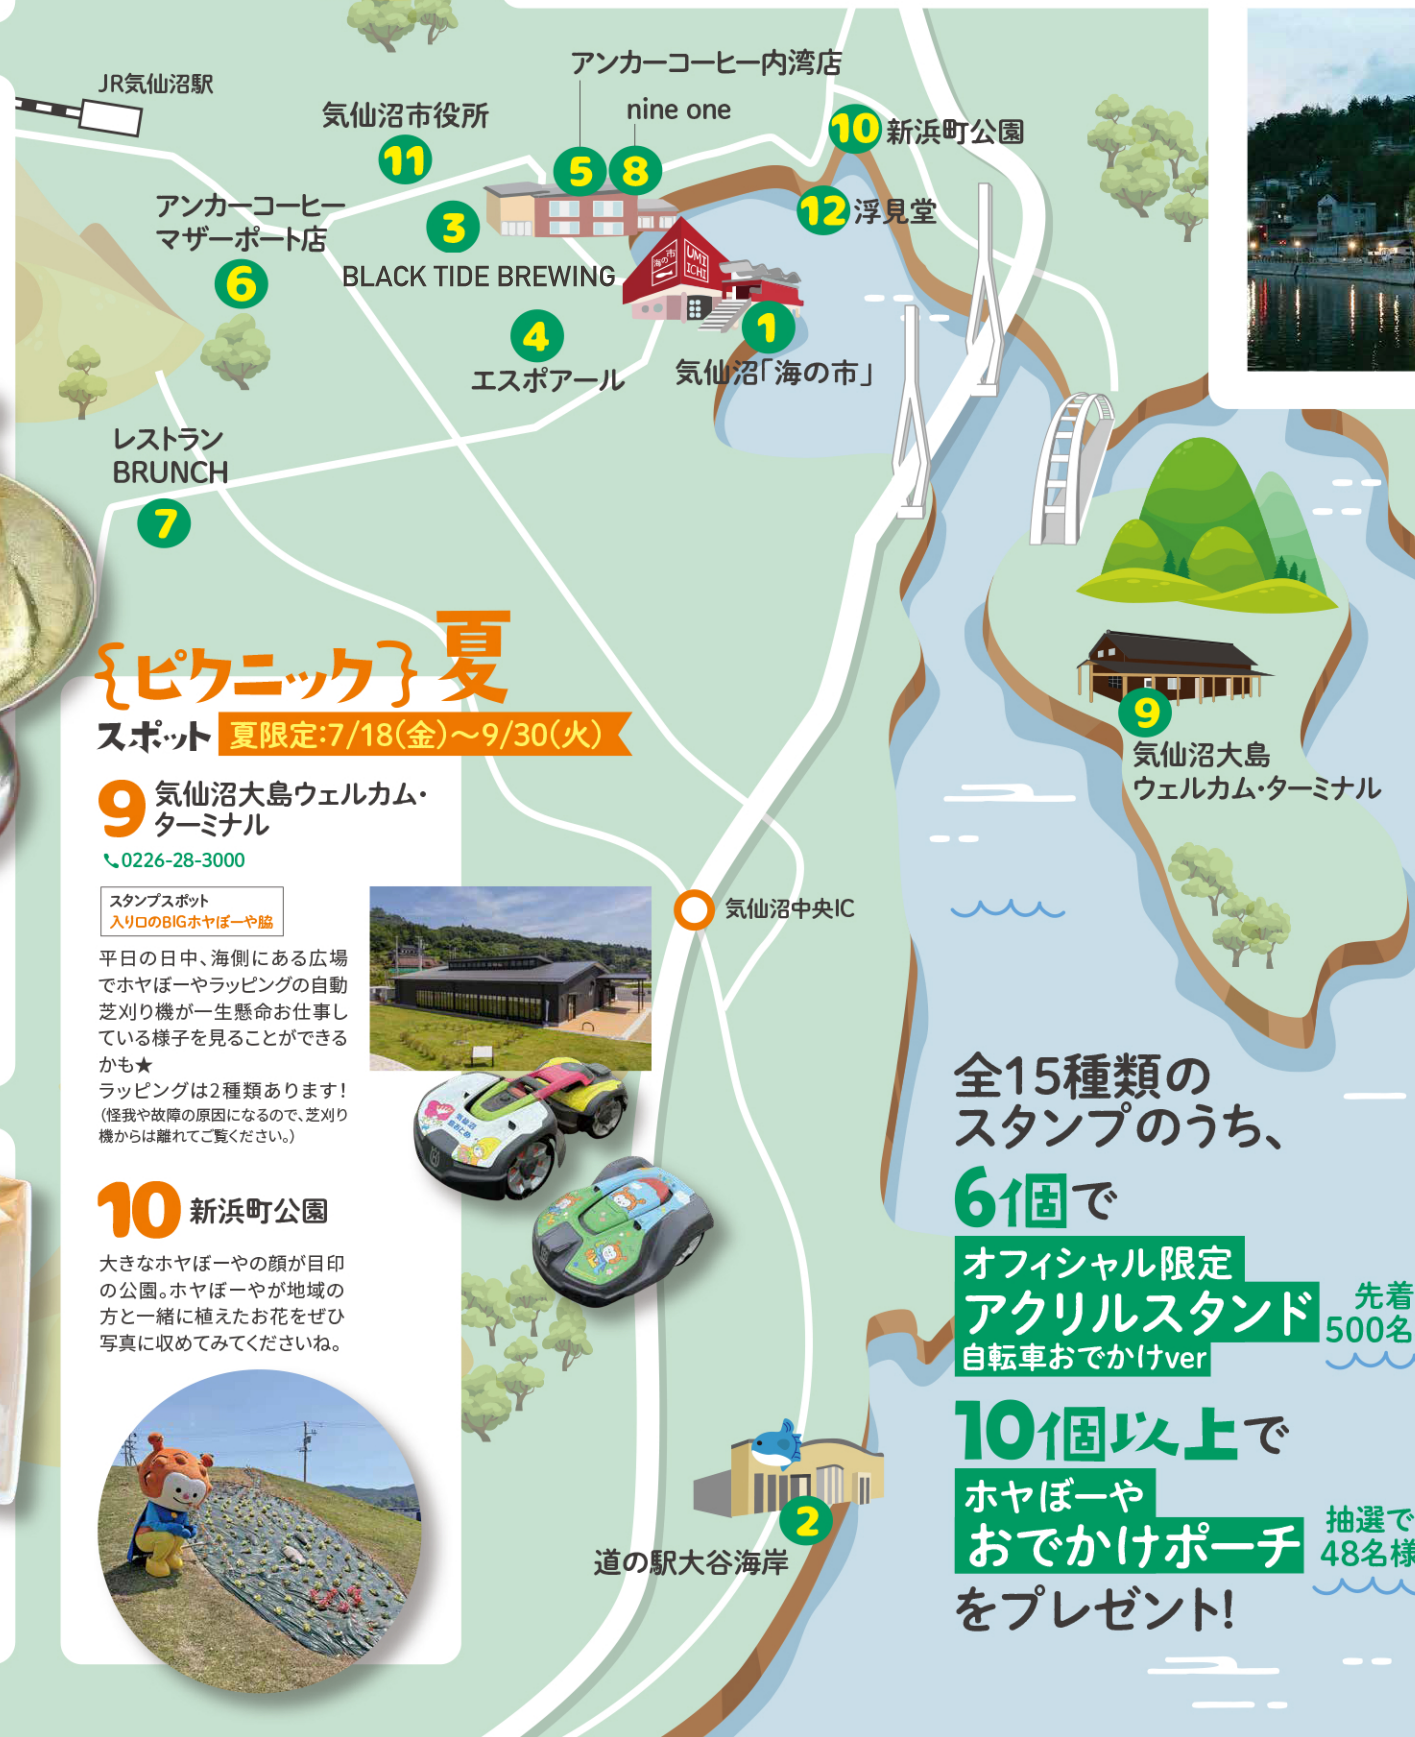 JR気仙沼駅
アンカーコーヒー内湾店
気仙沼市役所
11
nine one
5
8
10
新浜町公園
12
浮見堂
アンカーコーヒー
マザーポート店
6
3
BLACK TIDE BREWING
海の市
UMI
ICHI
1
気仙沼「海の市」
4
エスポアール
レストラン
BRUNCH
7
9
気仙沼大島
ウェルカム・ターミナル
{ピクニック}夏
スポット
夏限定:7/18(金)〜9/30(火)
9
気仙沼大島ウェルカム・
ターミナル
0226-28-3000
スタンプスポット
入り口のBIGホヤぼーや脇
平日の日中、海側にある広場
でホヤぼーやラッピングの自動
芝刈り機が一生懸命お仕事し
ている様子を見ることができる
かも★
ラッピングは2種類あります!
(怪我や故障の原因になるので、芝刈り
機からは離れてご覧ください。)
10
新浜町公園
大きなホヤぼーやの顔が目印
の公園。ホヤぼーやが地域の
方と一緒に植えたお花をぜひ
写真に収めてみてくださいね。
気仙沼中央IC
2
道の駅大谷海岸
全15種類の
スタンプのうち、
6個で
オフィシャル限定
アクリルスタンド
自転車おでかけver
先着
500名
10個以上で
ホヤぼーや
おでかけポーチ
抽選で
48名様
をプレゼント!